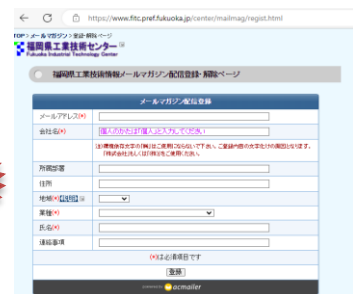 https://www.fitc.pref.fukuoka.jp/center/mailmag/regist.html
TOP > メールマガジン > 登録・解除ページ
福岡県工業技術センター
Fukuoka Industrial Technology Center
福岡県工業技術情報メールマガジン配信登録・解除ページ
メールマガジン配信登録
メールアドレス(*)
会社名(*) 個人のかたは「個人」と入力してください
所属部署
住所
地域(*)
業種(*)
氏名(*)
連絡事項
(*)は必須項目です
登録
acmailer